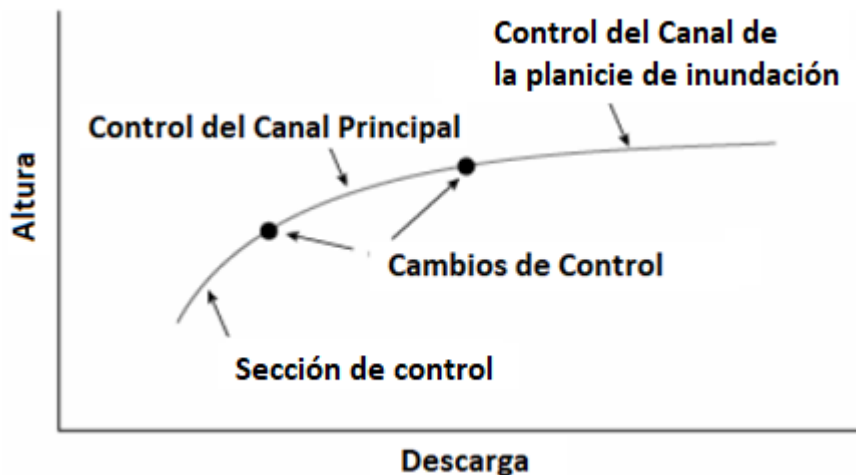 Control del Canal de
la planicie de inundación
Control del Canal Principal
Altura
Cambios de Control
Sección de control
Descarga